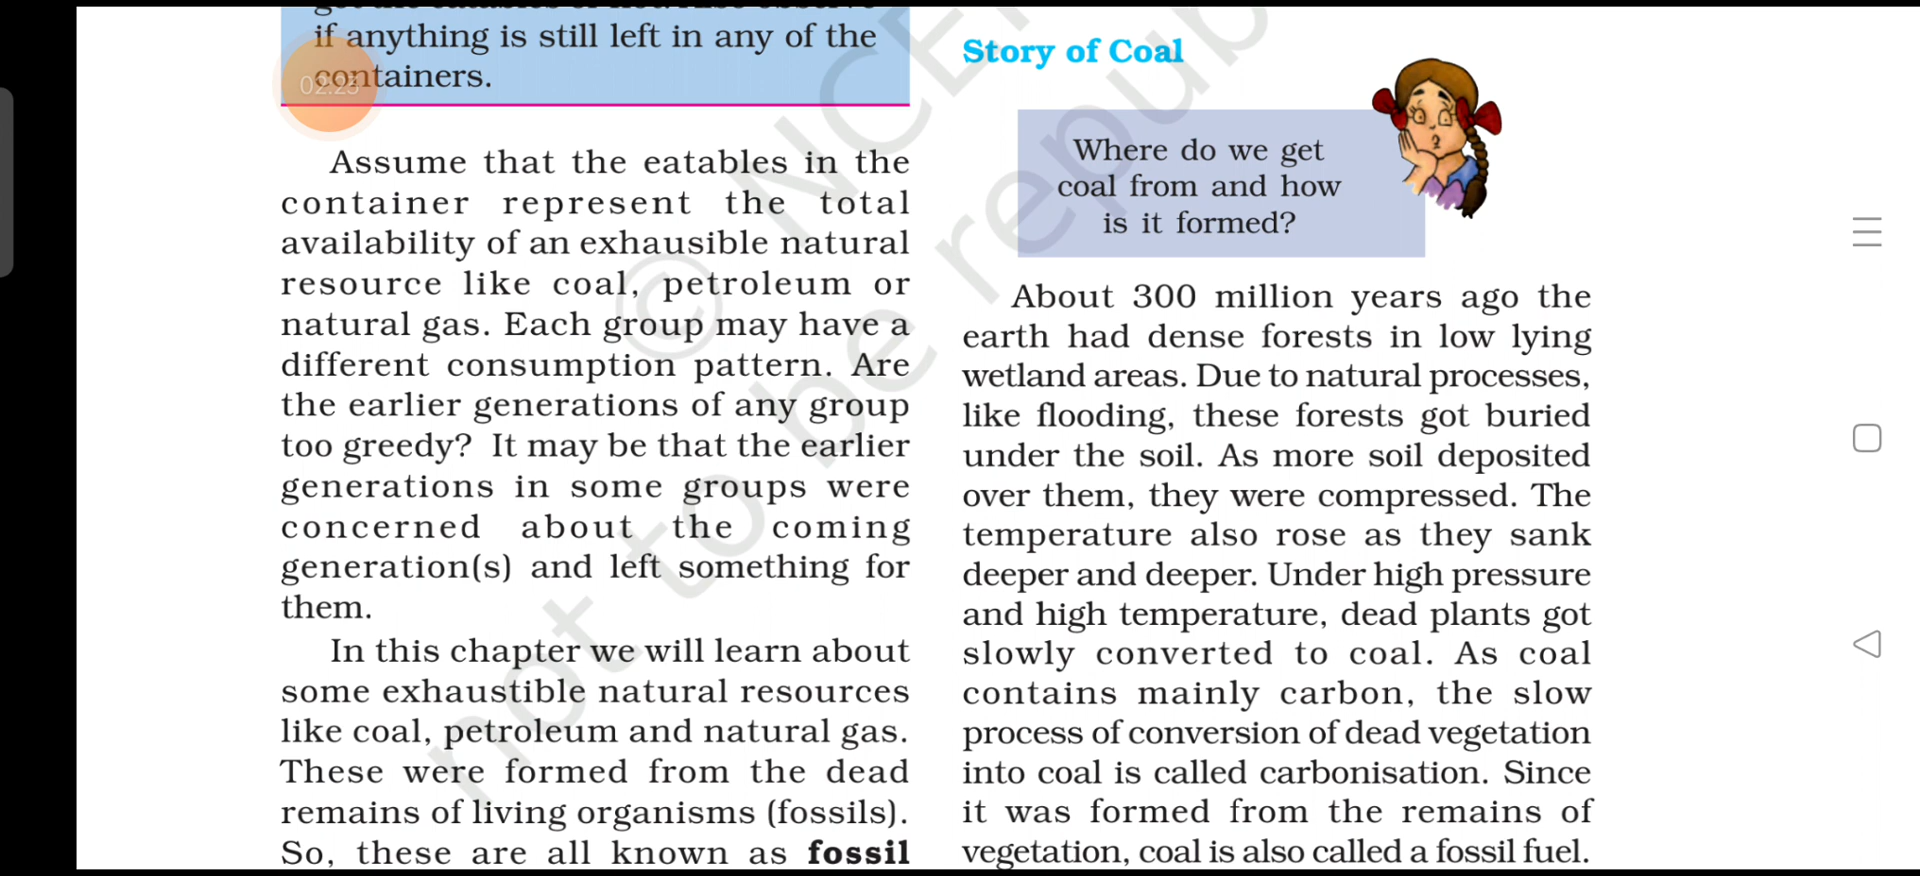 if anything is still left in any of the
containers.
02:23
Assume that the eatables in the
container represent the total
availability of an exhausible natural
resource like coal, petroleum or
natural gas. Each group may have a
different consumption pattern. Are
the earlier generations of any group
too greedy? It may be that the earlier
generations in some groups were
concerned about the coming
generation(s) and left something for
them.
In this chapter we will learn about
some exhaustible natural resources
like coal, petroleum and natural gas.
These were formed from the dead
remains of living organisms (fossils).
So, these are all known as fossil
Story of Coal
Where do we get
coal from and how
is it formed?
About 300 million years ago the
earth had dense forests in low lying
wetland areas. Due to natural processes,
like flooding, these forests got buried
under the soil. As more soil deposited
over them, they were compressed. The
temperature also rose as they sank
deeper and deeper. Under high pressure
and high temperature, dead plants got
slowly converted to coal. As coal
contains mainly carbon, the slow
process of conversion of dead vegetation
into coal is called carbonisation. Since
it was formed from the remains of
vegetation, coal is also called a fossil fuel.
© NCE
not to be repub